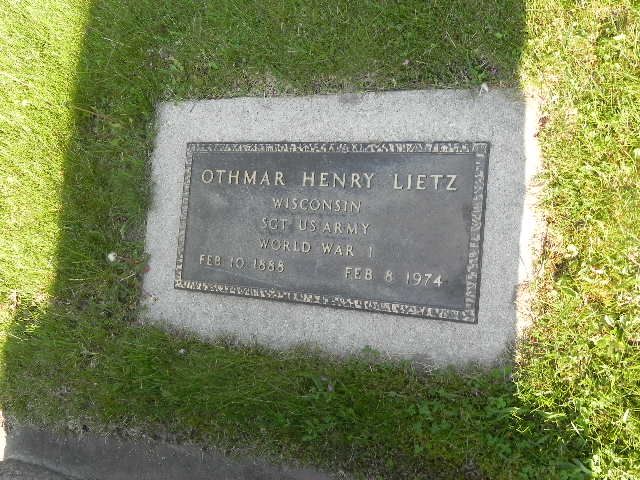 OTHMAR HENRY LIETZ
WISCONSIN
SGT US ARMY
WORLD WAR I
FEB 10 1888 FEB 8 1974